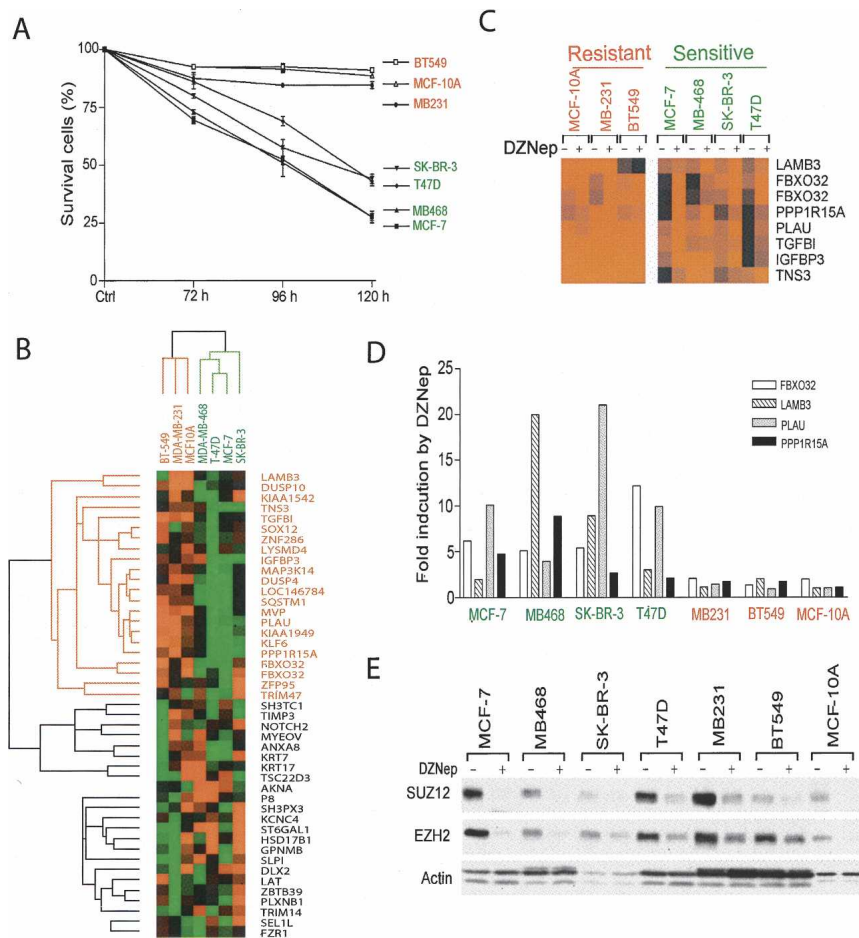 A
Survival cells (%)
100
75
50
25
0
Ctrl
72 h
96 h
120 h
BT549
MCF-10A
MB231
SK-BR-3
T47D
MB468
MCF-7
C
Resistant
Sensitive
MCF-10A
MB-231
BT549
MCF-7
MB-468
SK-BR-3
T47D
DZNep
- + - + - + - + - + - + - +
LAMB3
FBXO32
FBXO32
PPP1R15A
PLAU
TGFBI
IGFBP3
TNS3
B
BT-549
MDA-MB-231
MCF10A
MDA-MB-468
T-47D
MCF-7
SK-BR-3
LAMB3
DUSP10
KIAA1542
TNS3
TGFBI
SOX12
ZNF286
LYSMD4
IGFBP3
MAP3K14
DUSP4
LOC146784
SQSTM1
MVP
PLAU
KIAA1949
KLF6
PPP1R15A
FBXO32
FBXO32
ZFP95
TRIM47
SH3TC1
TIMP3
NOTCH2
MYEOV
ANXA8
KRT7
KRT17
TSC22D3
AKNA
P8
SH3PX3
KCNC4
ST6GAL1
HSD17B1
GPNMB
SLPI
DLX2
LAT
ZBTB39
PLXNB1
TRIM14
SEL1L
FZR1
D
Fold indcution by DZNep
25
20
15
10
5
0
FBXO32
LAMB3
PLAU
PPP1R15A
MCF-7
MB468
SK-BR-3
T47D
MB231
BT549
MCF-10A
E
MCF-7
MB468
SK-BR-3
T47D
MB231
BT549
MCF-10A
- + - + - + - + - + - + - + DZNep
SUZ12
EZH2
Actin